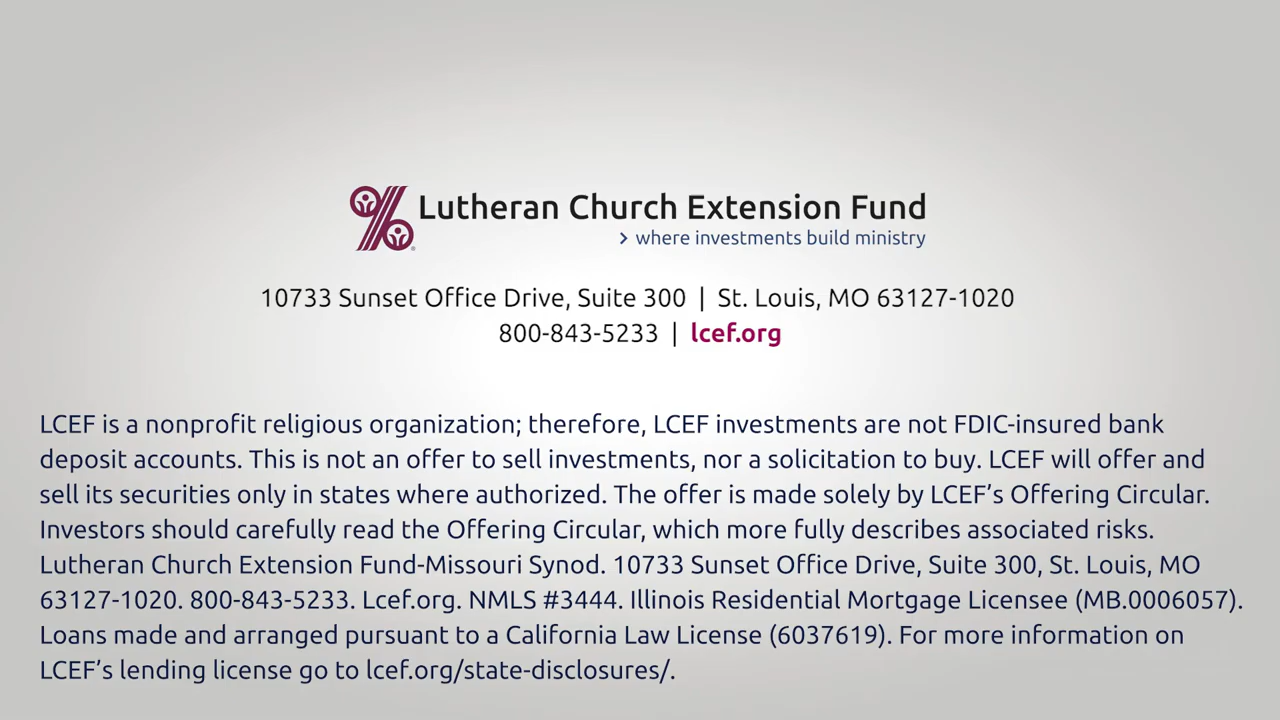 Lutheran Church Extension Fund
> where investments build ministry
10733 Sunset Office Drive, Suite 300 | St. Louis, MO 63127-1020
800-843-5233 | lcef.org
LCEF is a nonprofit religious organization; therefore, LCEF investments are not FDIC-insured bank
deposit accounts. This is not an offer to sell investments, nor a solicitation to buy. LCEF will offer and
sell its securities only in states where authorized. The offer is made solely by LCEF’s Offering Circular.
Investors should carefully read the Offering Circular, which more fully describes associated risks.
Lutheran Church Extension Fund-Missouri Synod. 10733 Sunset Office Drive, Suite 300, St. Louis, MO
63127-1020. 800-843-5233. Lcef.org. NMLS #3444. Illinois Residential Mortgage Licensee (MB.0006057).
Loans made and arranged pursuant to a California Law License (6037619). For more information on
LCEF’s lending license go to lcef.org/state-disclosures/.